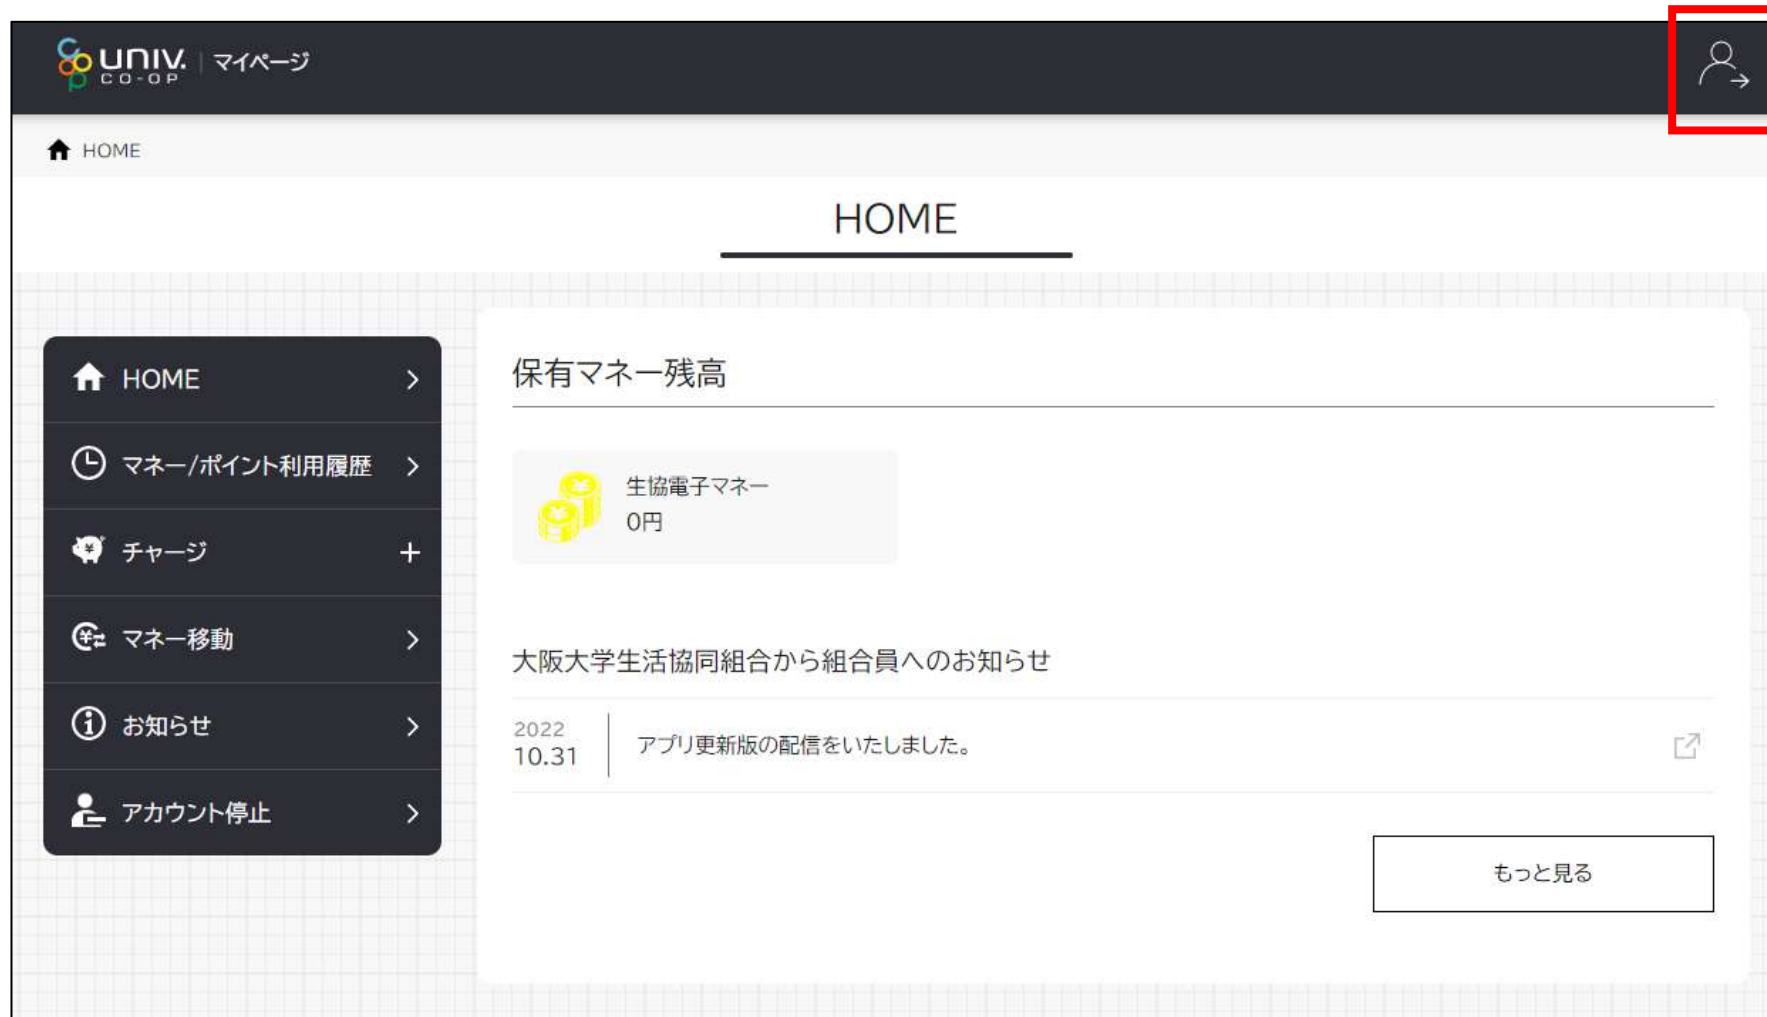 univ. CO-OP マイページ
HOME
HOME
HOME
マネー/ポイント利用履歴
チャージ
マネー移動
お知らせ
アカウント停止
保有マネー残高
生協電子マネー
0円
大阪大学生活協同組合から組合員へのお知らせ
2022
10.31
アプリ更新版の配信をいたしました。
もっと見る